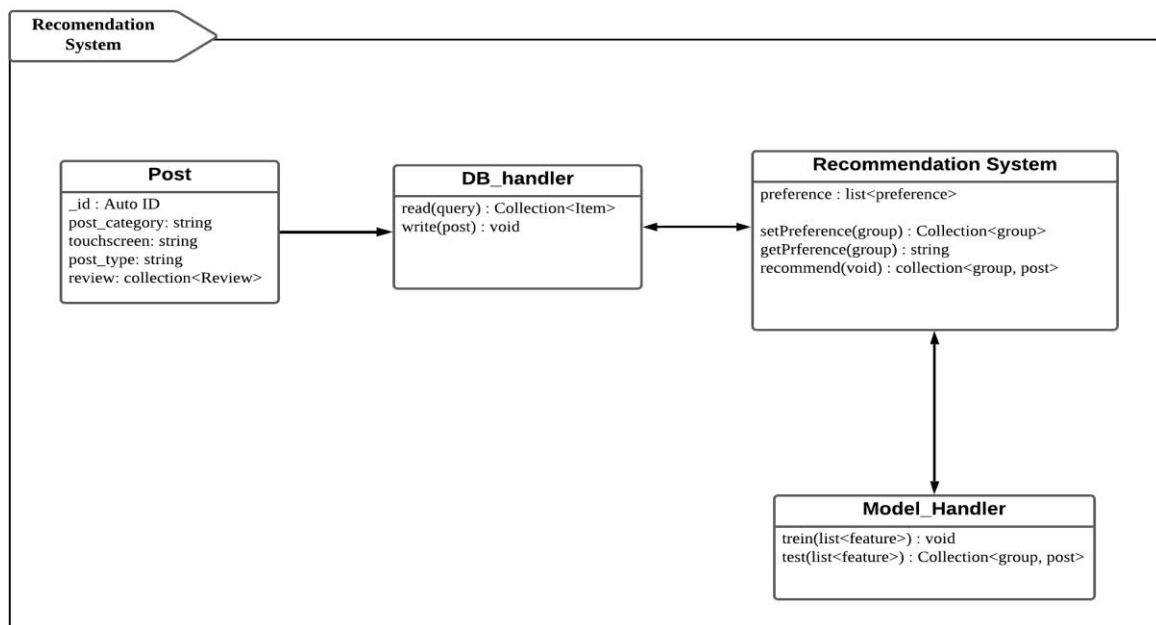 Recomendation
System
Post
_id : Auto ID
post_category: string
touchscreen: string
post_type: string
review: collection<Review>
DB_handler
read(query) : Collection<Item>
write(post) : void
Recommendation System
preference : list<preference>
setPreference(group) : Collection<group>
getPrference(group) : string
recommend(void) : collection<group, post>
Model_Handler
trein(list<feature>) : void
test(list<feature>) : Collection<group, post>